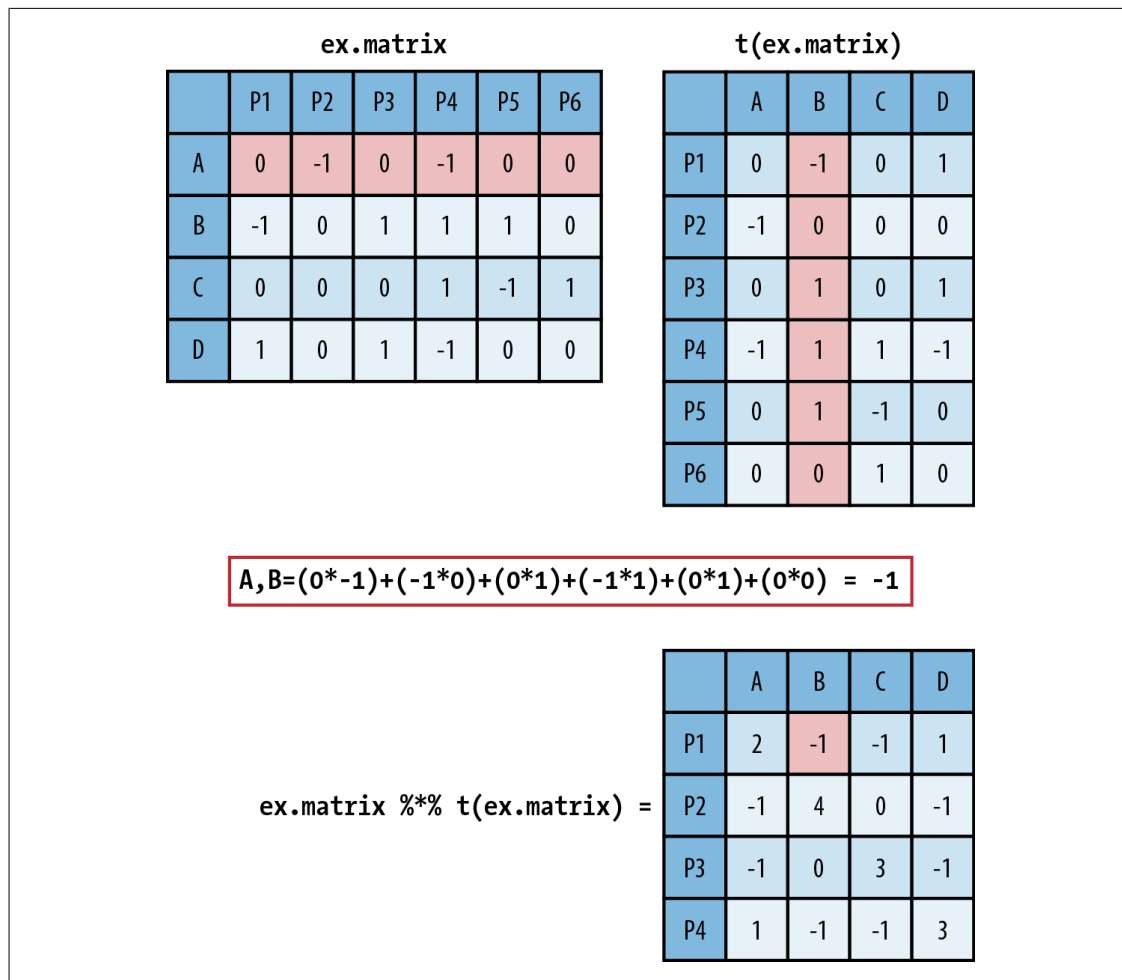 ex.matrix
P1 P2 P3 P4 P5 P6
A 0 -1 0 -1 0 0
B -1 0 1 1 1 0
C 0 0 0 1 -1 1
D 1 0 1 -1 0 0
t(ex.matrix)
A B C D
P1 0 -1 0 1
P2 -1 0 0 0
P3 0 1 0 1
P4 -1 1 1 -1
P5 0 1 -1 0
P6 0 0 1 0
A,B=(0*-1)+(-1*0)+(0*1)+(-1*1)+(0*1)+(0*0) = -1
ex.matrix %*% t(ex.matrix) =
A B C D
P1 2 -1 -1 1
P2 -1 4 0 -1
P3 -1 0 3 -1
P4 1 -1 -1 3